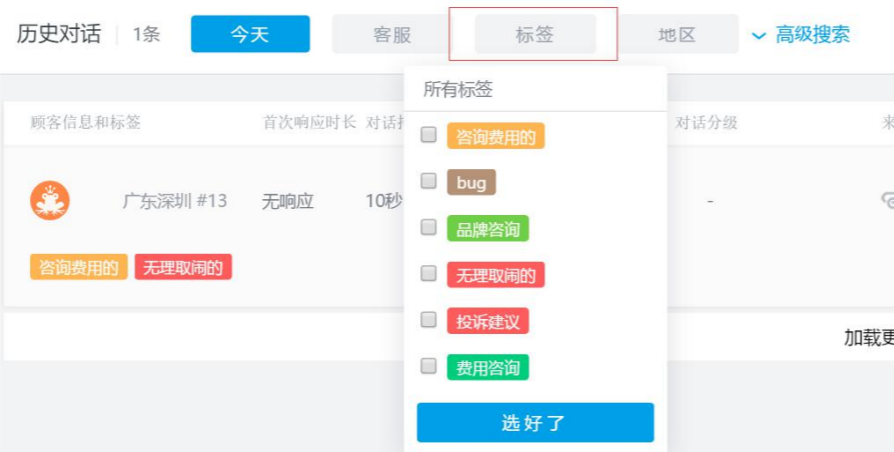 历史对话 1条 今天 客服 标签 地区 高级搜索
所有标签
顾客信息和标签 首次响应时长 对话 对话分级
咨询费用的
bug
广东深圳 #13 无响应 10秒 -
品牌咨询
咨询费用的 无理取闹的
无理取闹的
投诉建议
加载
费用咨询
选好了